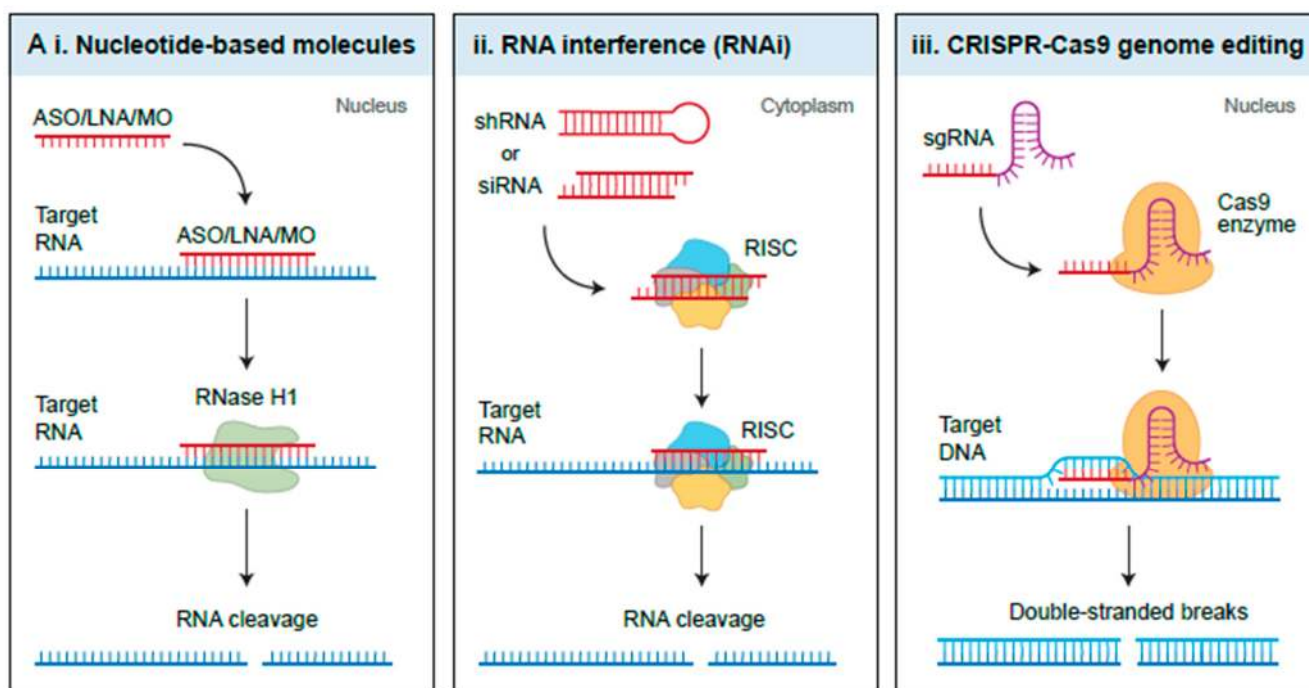 A i. Nucleotide-based molecules
Nucleus
ASO/LNA/MO
Target
RNA
ASO/LNA/MO
Target
RNA
RNase H1
RNA cleavage
ii. RNA interference (RNAi)
Cytoplasm
shRNA
or
siRNA
RISC
Target
RNA
RISC
RNA cleavage
iii. CRISPR-Cas9 genome editing
Nucleus
sgRNA
Cas9
enzyme
Target
DNA
Double-stranded breaks